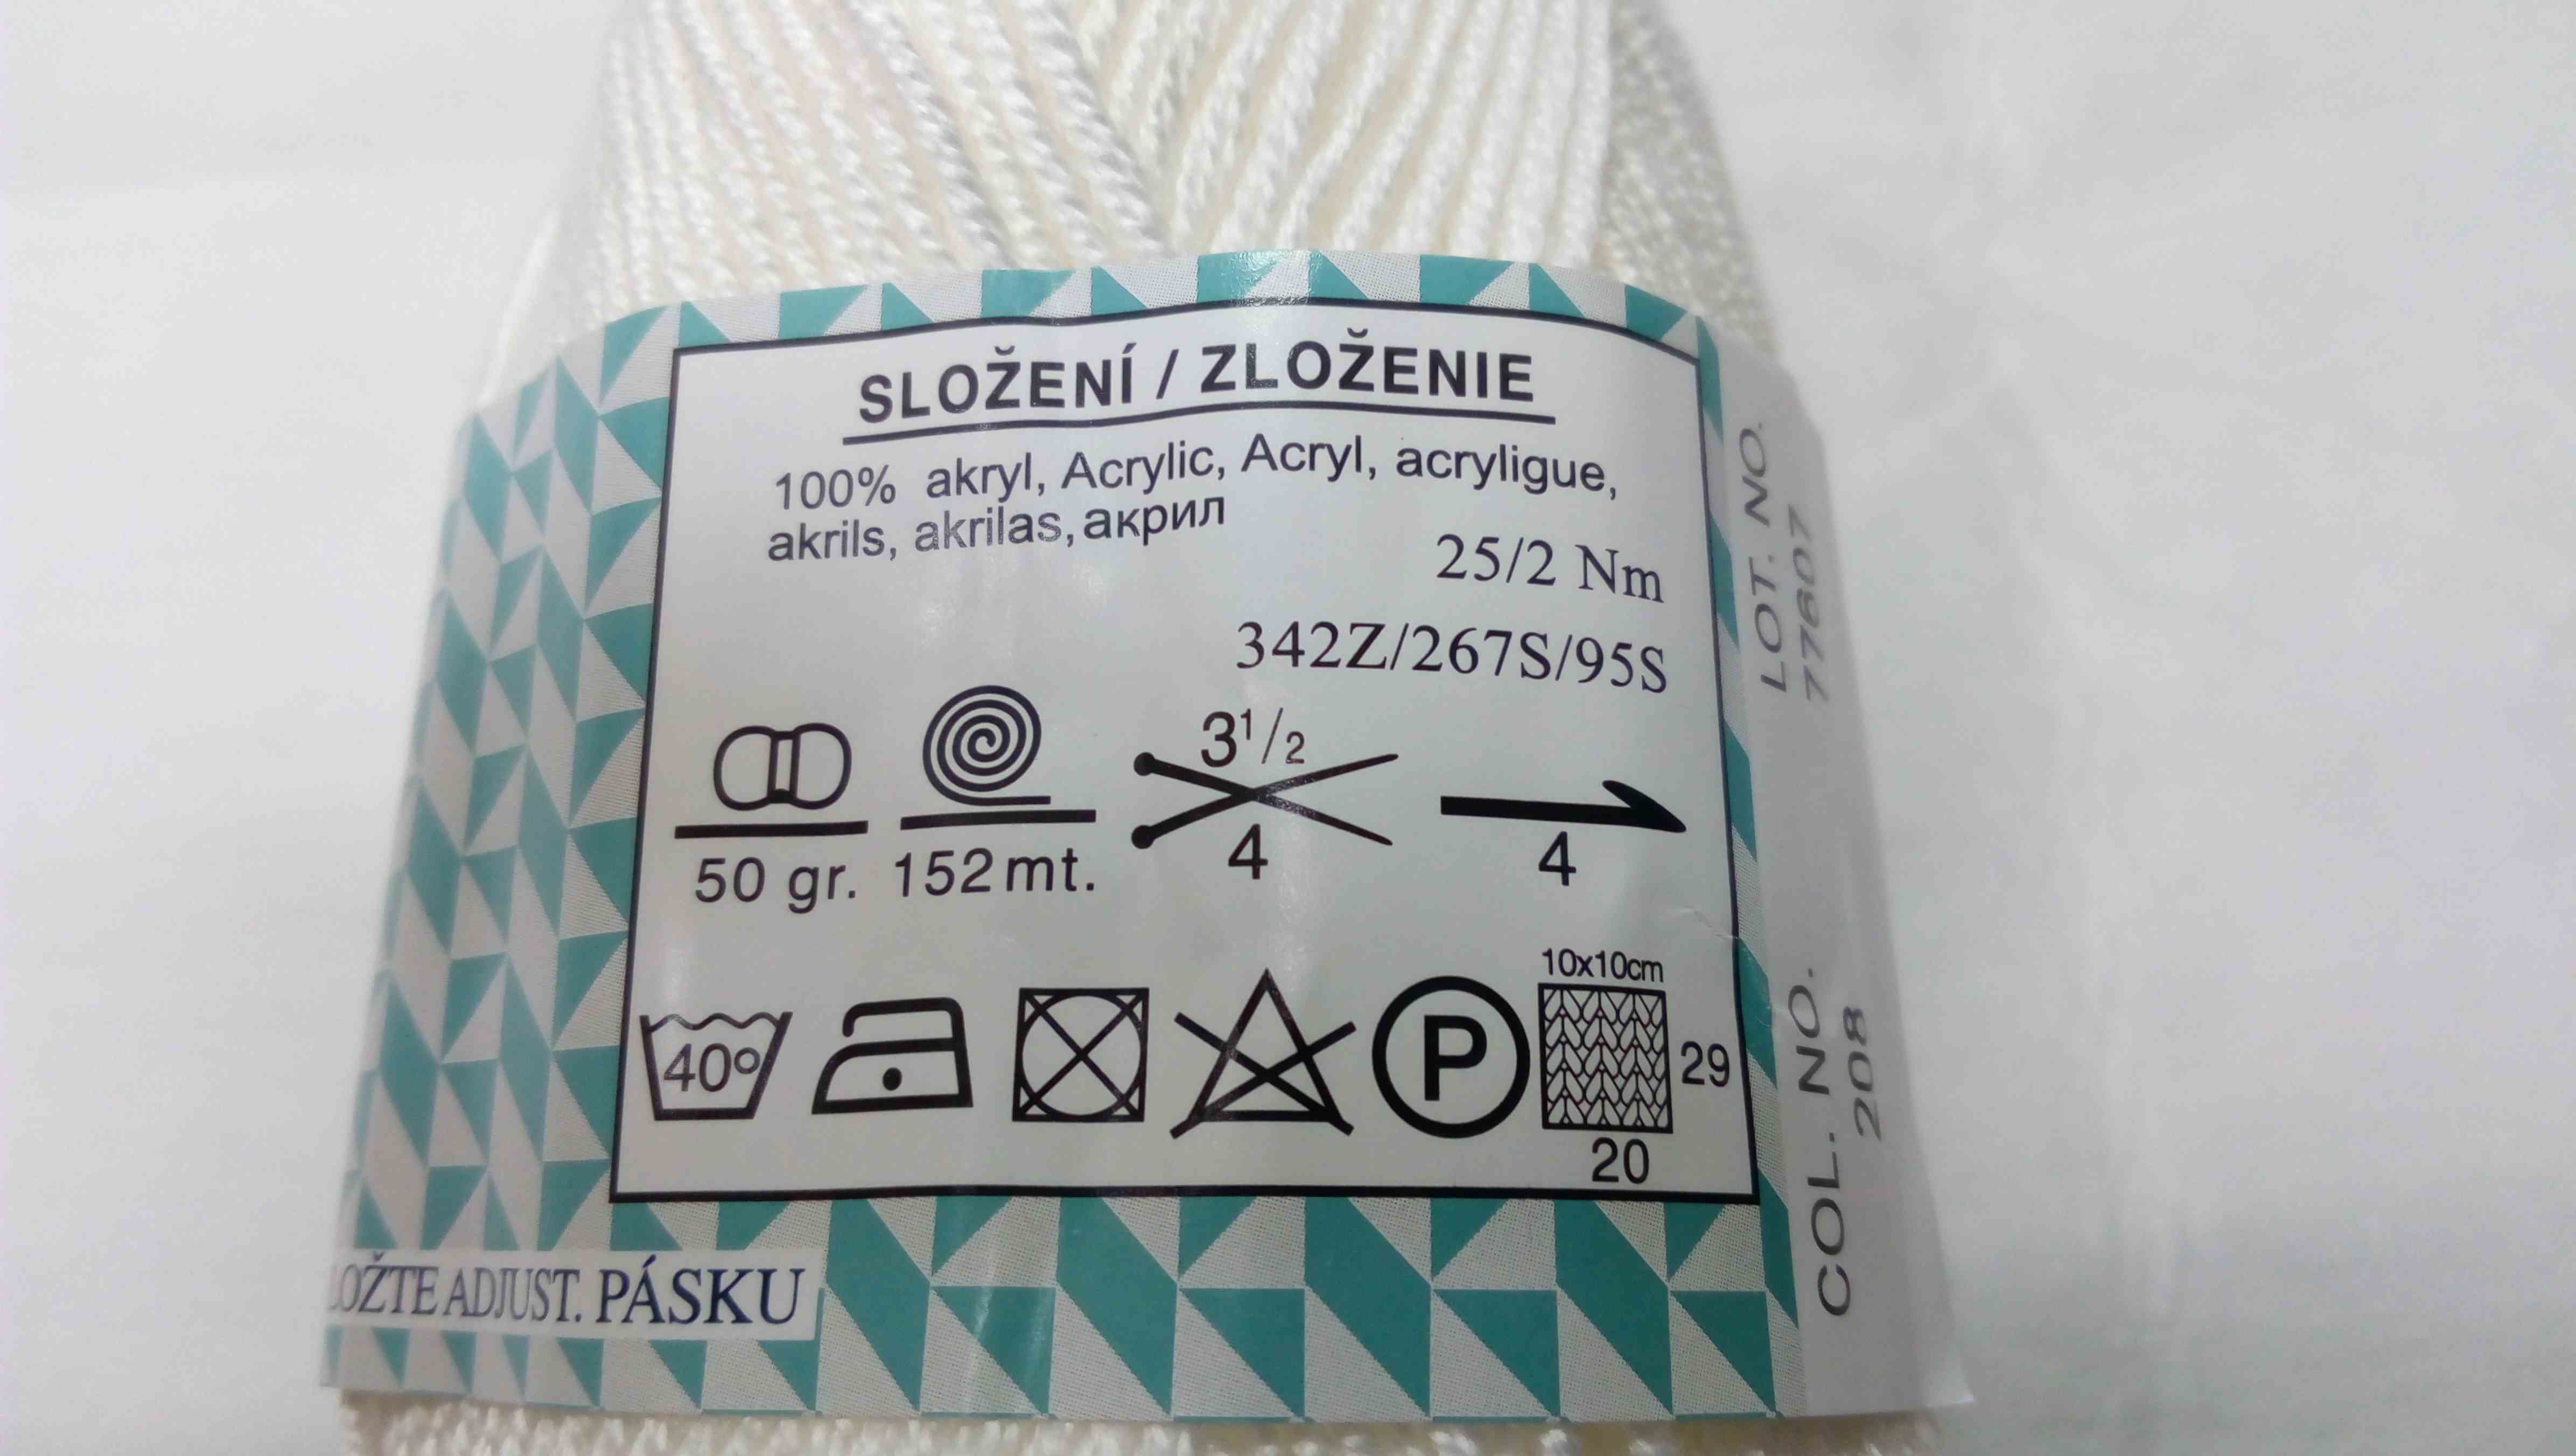 SLOŽENÍ / ZLOŽENIE
100% akryl, Acrylic, Acryl, acryligue,
akrils, akrilas, акрил
25/2 Nm
342Z/267S/95S
50 gr.
152 mt.
3 1/2
4
4
40°
P
10x10cm
29
20
LOT. NO.
77607
COL. NO.
208
ADJUST. PÁSKU